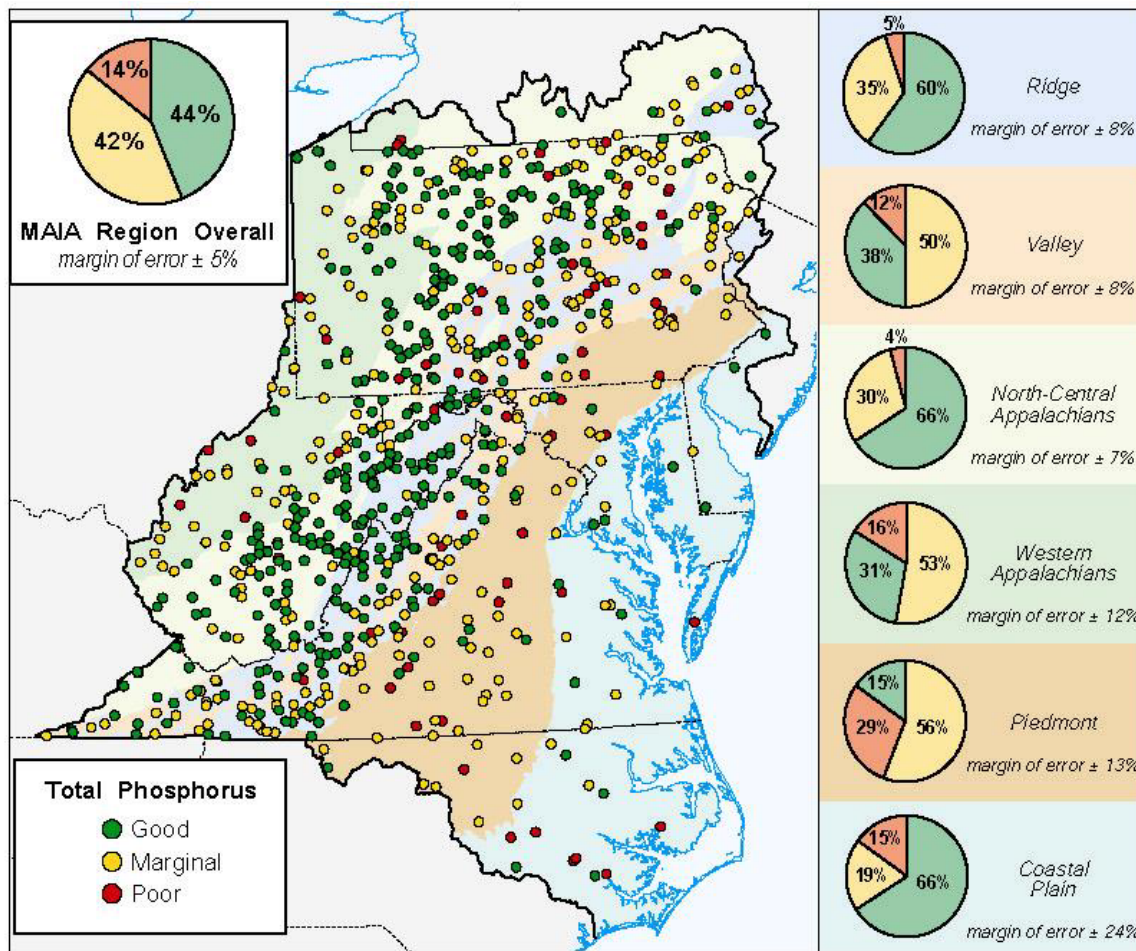 14%
44%
42%
MAIA Region Overall
margin of error ± 5%
Total Phosphorus
Good
Marginal
Poor
5%
35%
60%
Ridge
margin of error ± 8%
12%
50%
38%
Valley
margin of error ± 8%
4%
30%
66%
North-Central
Appalachians
margin of error ± 7%
16%
53%
31%
Western
Appalachians
margin of error ± 12%
15%
29%
56%
Piedmont
margin of error ± 13%
15%
19%
66%
Coastal
Plain
margin of error ± 24%